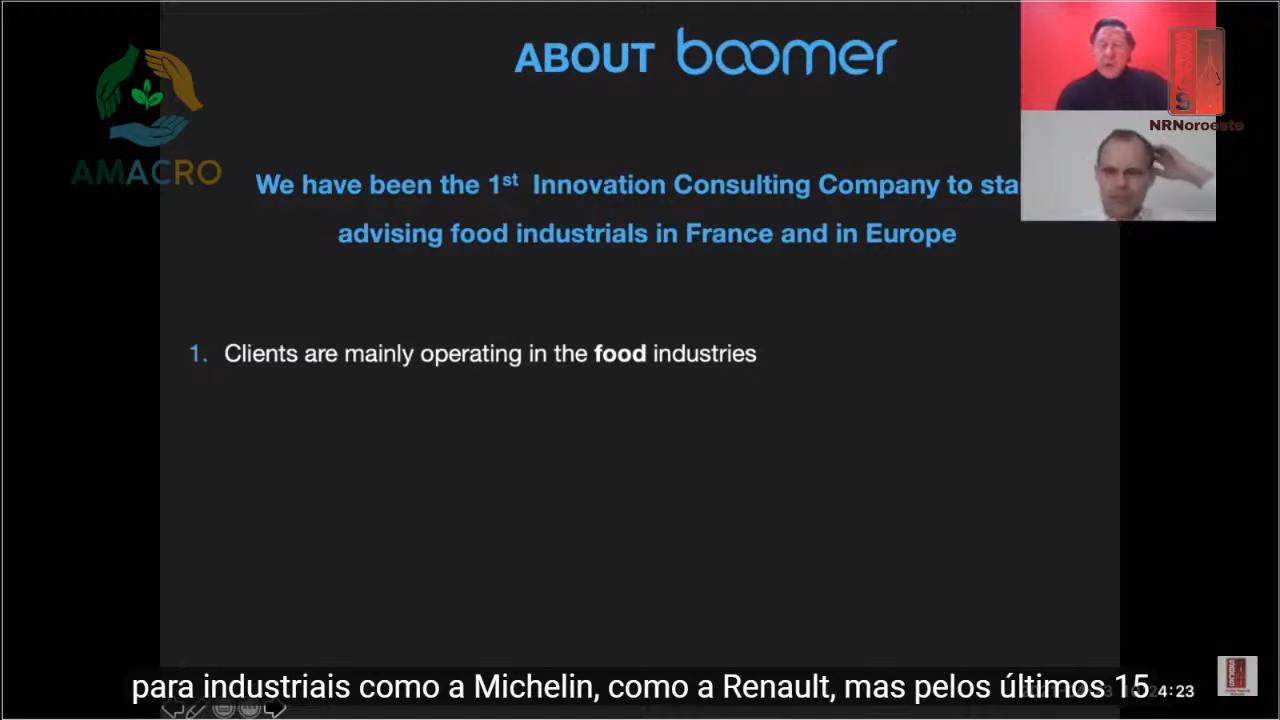 ABOUT boomer
AMACRO
NRNoroeste
We have been the 1st Innovation Consulting Company to sta
advising food industrials in France and in Europe
1. Clients are mainly operating in the food industries
para industriais como a Michelin, como a Renault, mas pelos últimos 15
24:23